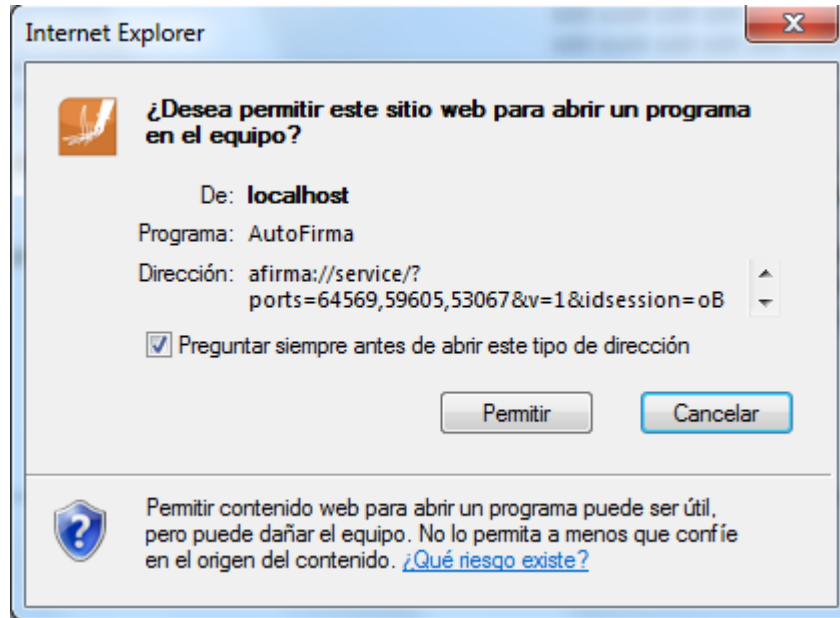 Internet Explorer
¿Desea permitir este sitio web para abrir un programa
en el equipo?
De: localhost
Programa: AutoFirma
Dirección: afirma://service/?
ports=64569,59605,53067&v=1&idsession=oB
Preguntar siempre antes de abrir este tipo de dirección
Permitir
Cancelar
Permitir contenido web para abrir un programa puede ser útil,
pero puede dañar el equipo. No lo permita a menos que confíe
en el origen del contenido. ¿Qué riesgo existe?